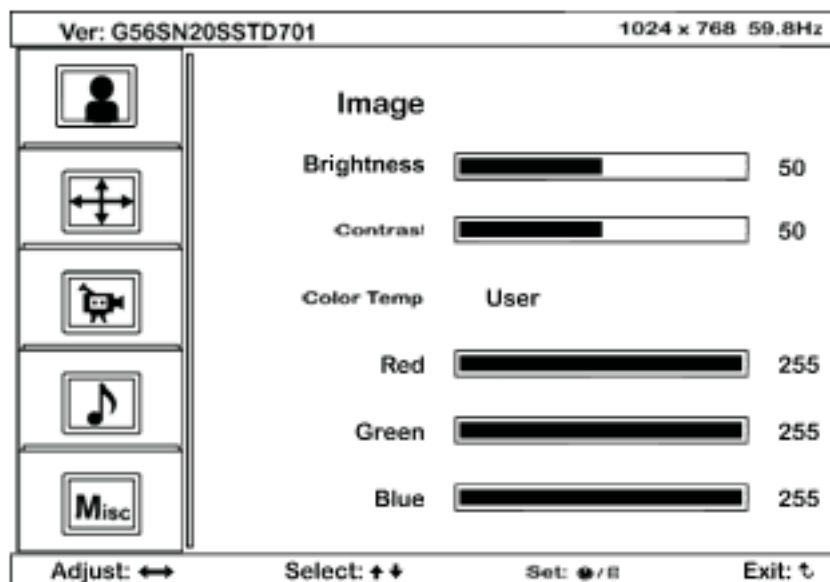 Ver: G56SN20SSTD701 1024 x 768 59.8Hz
Image
Brightness 50
Contrast 50
Color Temp User
Red 255
Green 255
Blue 255
Misc
Adjust: ↔ Select: ↑↓ Set: Exit: ↻